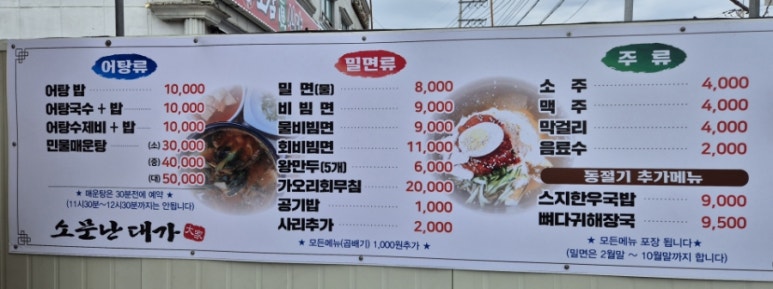 어탕류
어탕 밥 10,000
어탕국수 + 밥 10,000
어탕수제비 + 밥 10,000
민물매운탕 (소) 30,000
(중) 40,000
(대) 50,000
★ 매운탕은 30분전에 예약 ★
(11시30분~12시30분까지는 안됩니다)
소문난 대가 大家
밀면류
밀 면(물) 8,000
비 빔 면 9,000
물비빔면 9,000
회비빔면 11,000
왕만두(5개) 6,000
가오리회무침 20,000
공기밥 1,000
사리추가 2,000
★ 모든메뉴(곱배기) 1,000원추가 ★
주 류
소 주 4,000
맥 주 4,000
막걸리 4,000
음료수 2,000
동절기 추가메뉴
스지한우국밥 9,000
뼈다귀해장국 9,500
★ 모든메뉴 포장 됩니다★
(밀면은 2월말 ~ 10월말까지 합니다)